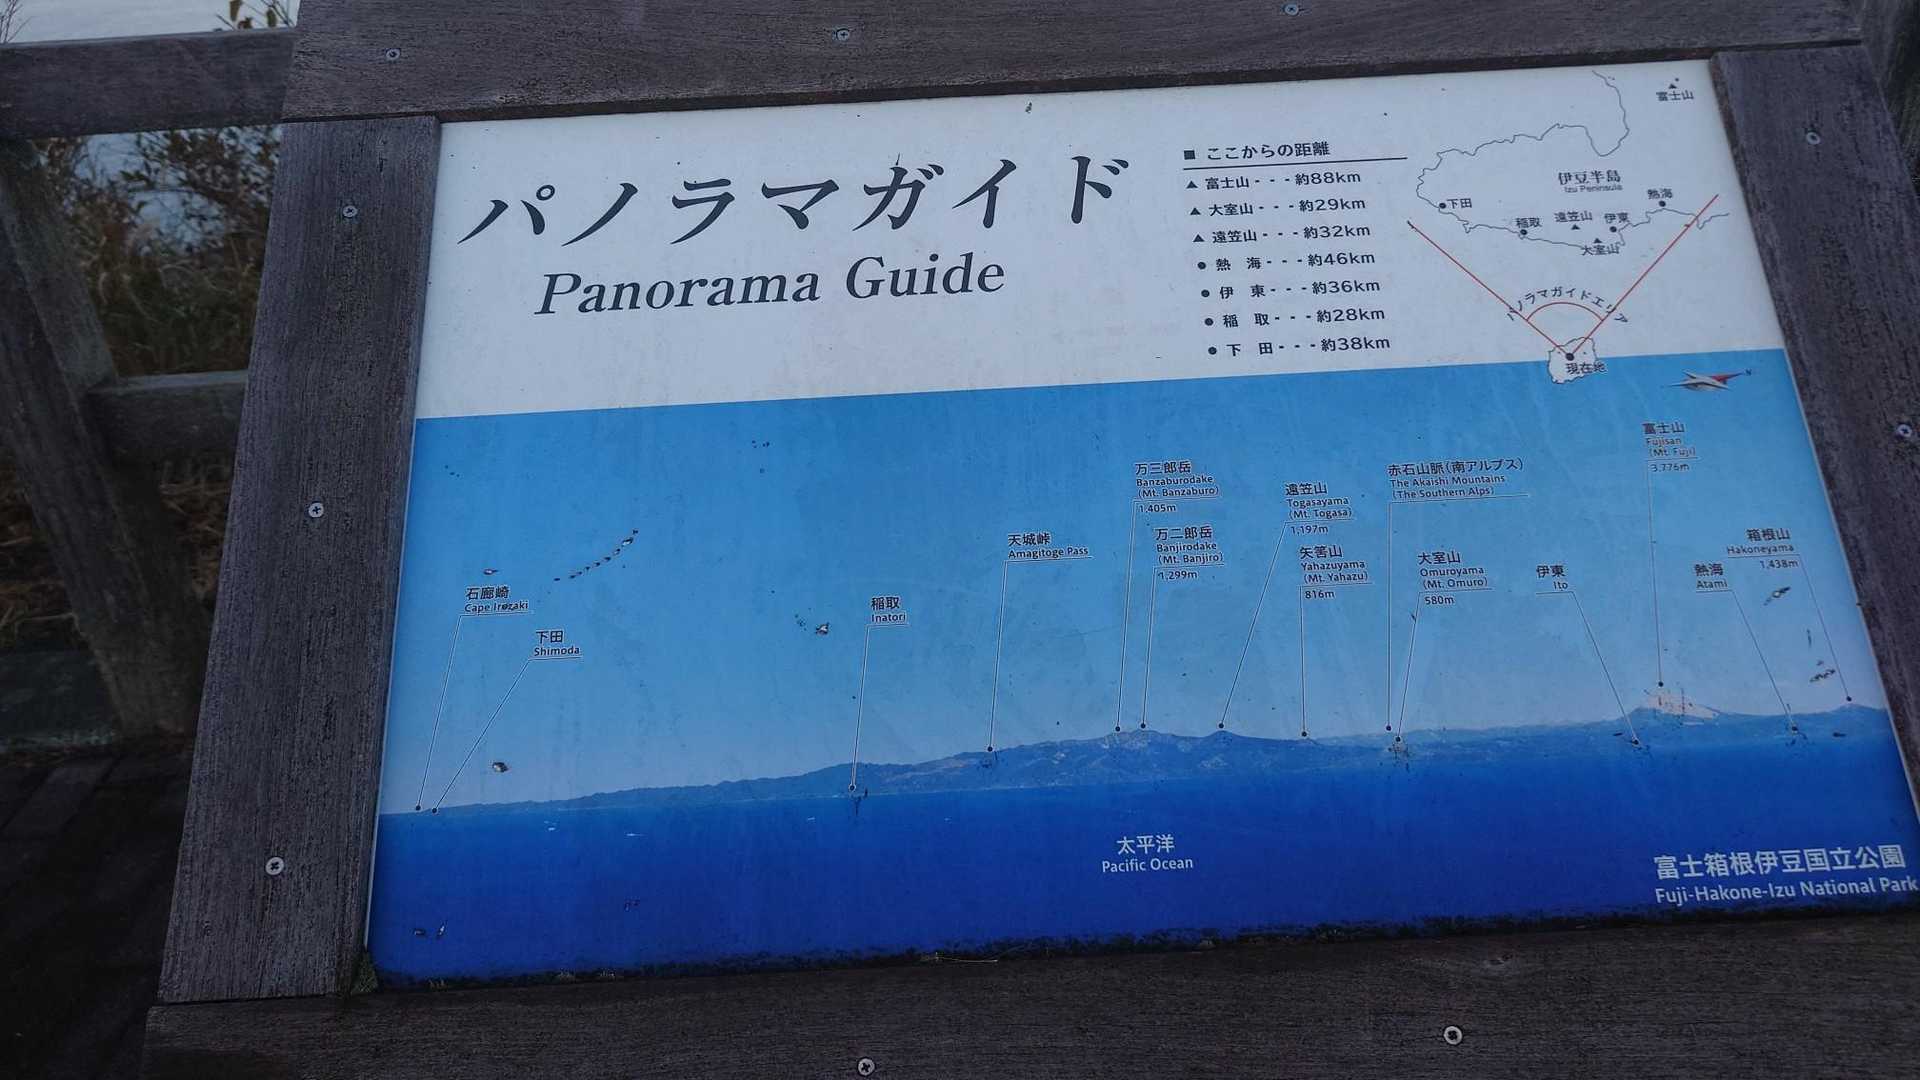 パノラマガイド
Panorama Guide
■ ここからの距離
▲ 富士山・・・約88km
▲ 大室山・・・約29km
▲ 遠笠山・・・約32km
● 熱　海・・・約46km
● 伊　東・・・約36km
● 稲　取・・・約28km
● 下　田・・・約38km
富士山
伊豆半島
Izu Peninsula
下田
稲取
遠笠山
伊東
熱海
大室山
パノラマガイドエリア
現在地
N
石廊崎
Cape Irozaki
下田
Shimoda
稲取
Inatori
天城峠
Amagitoge Pass
万三郎岳
Banzaburodake
(Mt. Banzaburo)
1,405m
万二郎岳
Banjirodake
(Mt. Banjiro)
1,299m
遠笠山
Togasayama
(Mt. Togasa)
1,197m
矢筈山
Yahazuyama
(Mt. Yahazu)
816m
赤石山脈(南アルプス)
The Akaishi Mountains
(The Southern Alps)
大室山
Omuroyama
(Mt. Omuro)
580m
伊東
Ito
富士山
Fujisan
(Mt. Fuji)
3,776m
熱海
Atami
箱根山
Hakoneyama
1,438m
太平洋
Pacific Ocean
富士箱根伊豆国立公園
Fuji-Hakone-Izu National Park